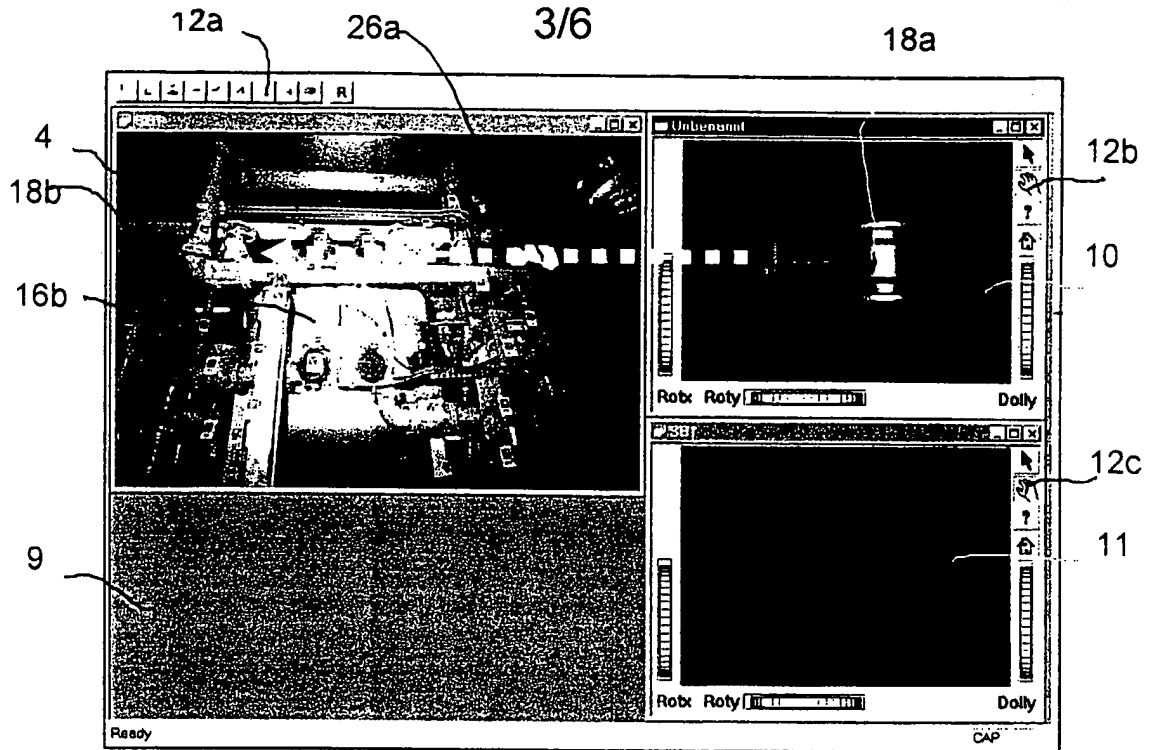 12a 26a 3/6 18a
R
4
Unbenannt
12b
18b
10
16b
Rotx Roty Dolly
12c
?
9
11
?
Rotx Roty Dolly
Ready CAP